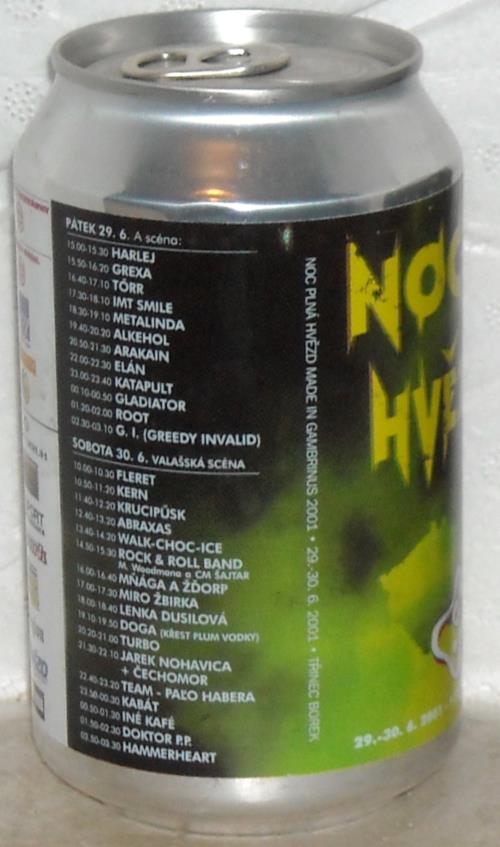 PÁTEK 29. 6. A scéna:
15.00-15.30 HARLEJ
15.50-16.20 GREXA
16.40-17.10 TÖRR
17.30-18.10 IMT SMILE
18.30-19.10 METALINDA
19.40-20.20 ALKEHOL
20.50-21.30 ARAKAIN
22.00-22.30 ELÁN
23.00-23.40 KATAPULT
00.10-00.50 GLADIATOR
01.20-02.00 ROOT
02.30-03.10 G. I. (GREEDY INVALID)
SOBOTA 30. 6. VALAŠSKÁ SCÉNA
10.00-10.30 FLERET
10.50-11.20 KERN
11.40-12.20 KRUCIPÜSK
12.40-13.20 ABRAXAS
13.40-14.20 WALK-CHOC-ICE
14.50-15.30 ROCK & ROLL BAND
M. Woodmana a CM ŠAJTAR
16.00-16.40 MŇÁGA A ŽĎORP
17.00-17.30 MIRO ŽBIRKA
18.00-18.40 LENKA DUSILOVÁ
19.10-19.50 DOGA (KŘEST PLUM VODKY)
20.20-21.00 TURBO
21.30-22.10 JAREK NOHAVICA
+ ČECHOMOR
22.40-23.20 TEAM - PAĽO HABERA
23.50-00.30 KABÁT
00.50-01.30 INÉ KAFÉ
01.50-02.30 DOKTOR P.P.
02.50-03.30 HAMMERHEART
NOC PLNÁ HVĚZD MADE IN GAMBRINUS 2001 • 29.-30. 6. 2001 • TŘINEC BOREK
NOC
HVĚ
29.-30. 6. 2001